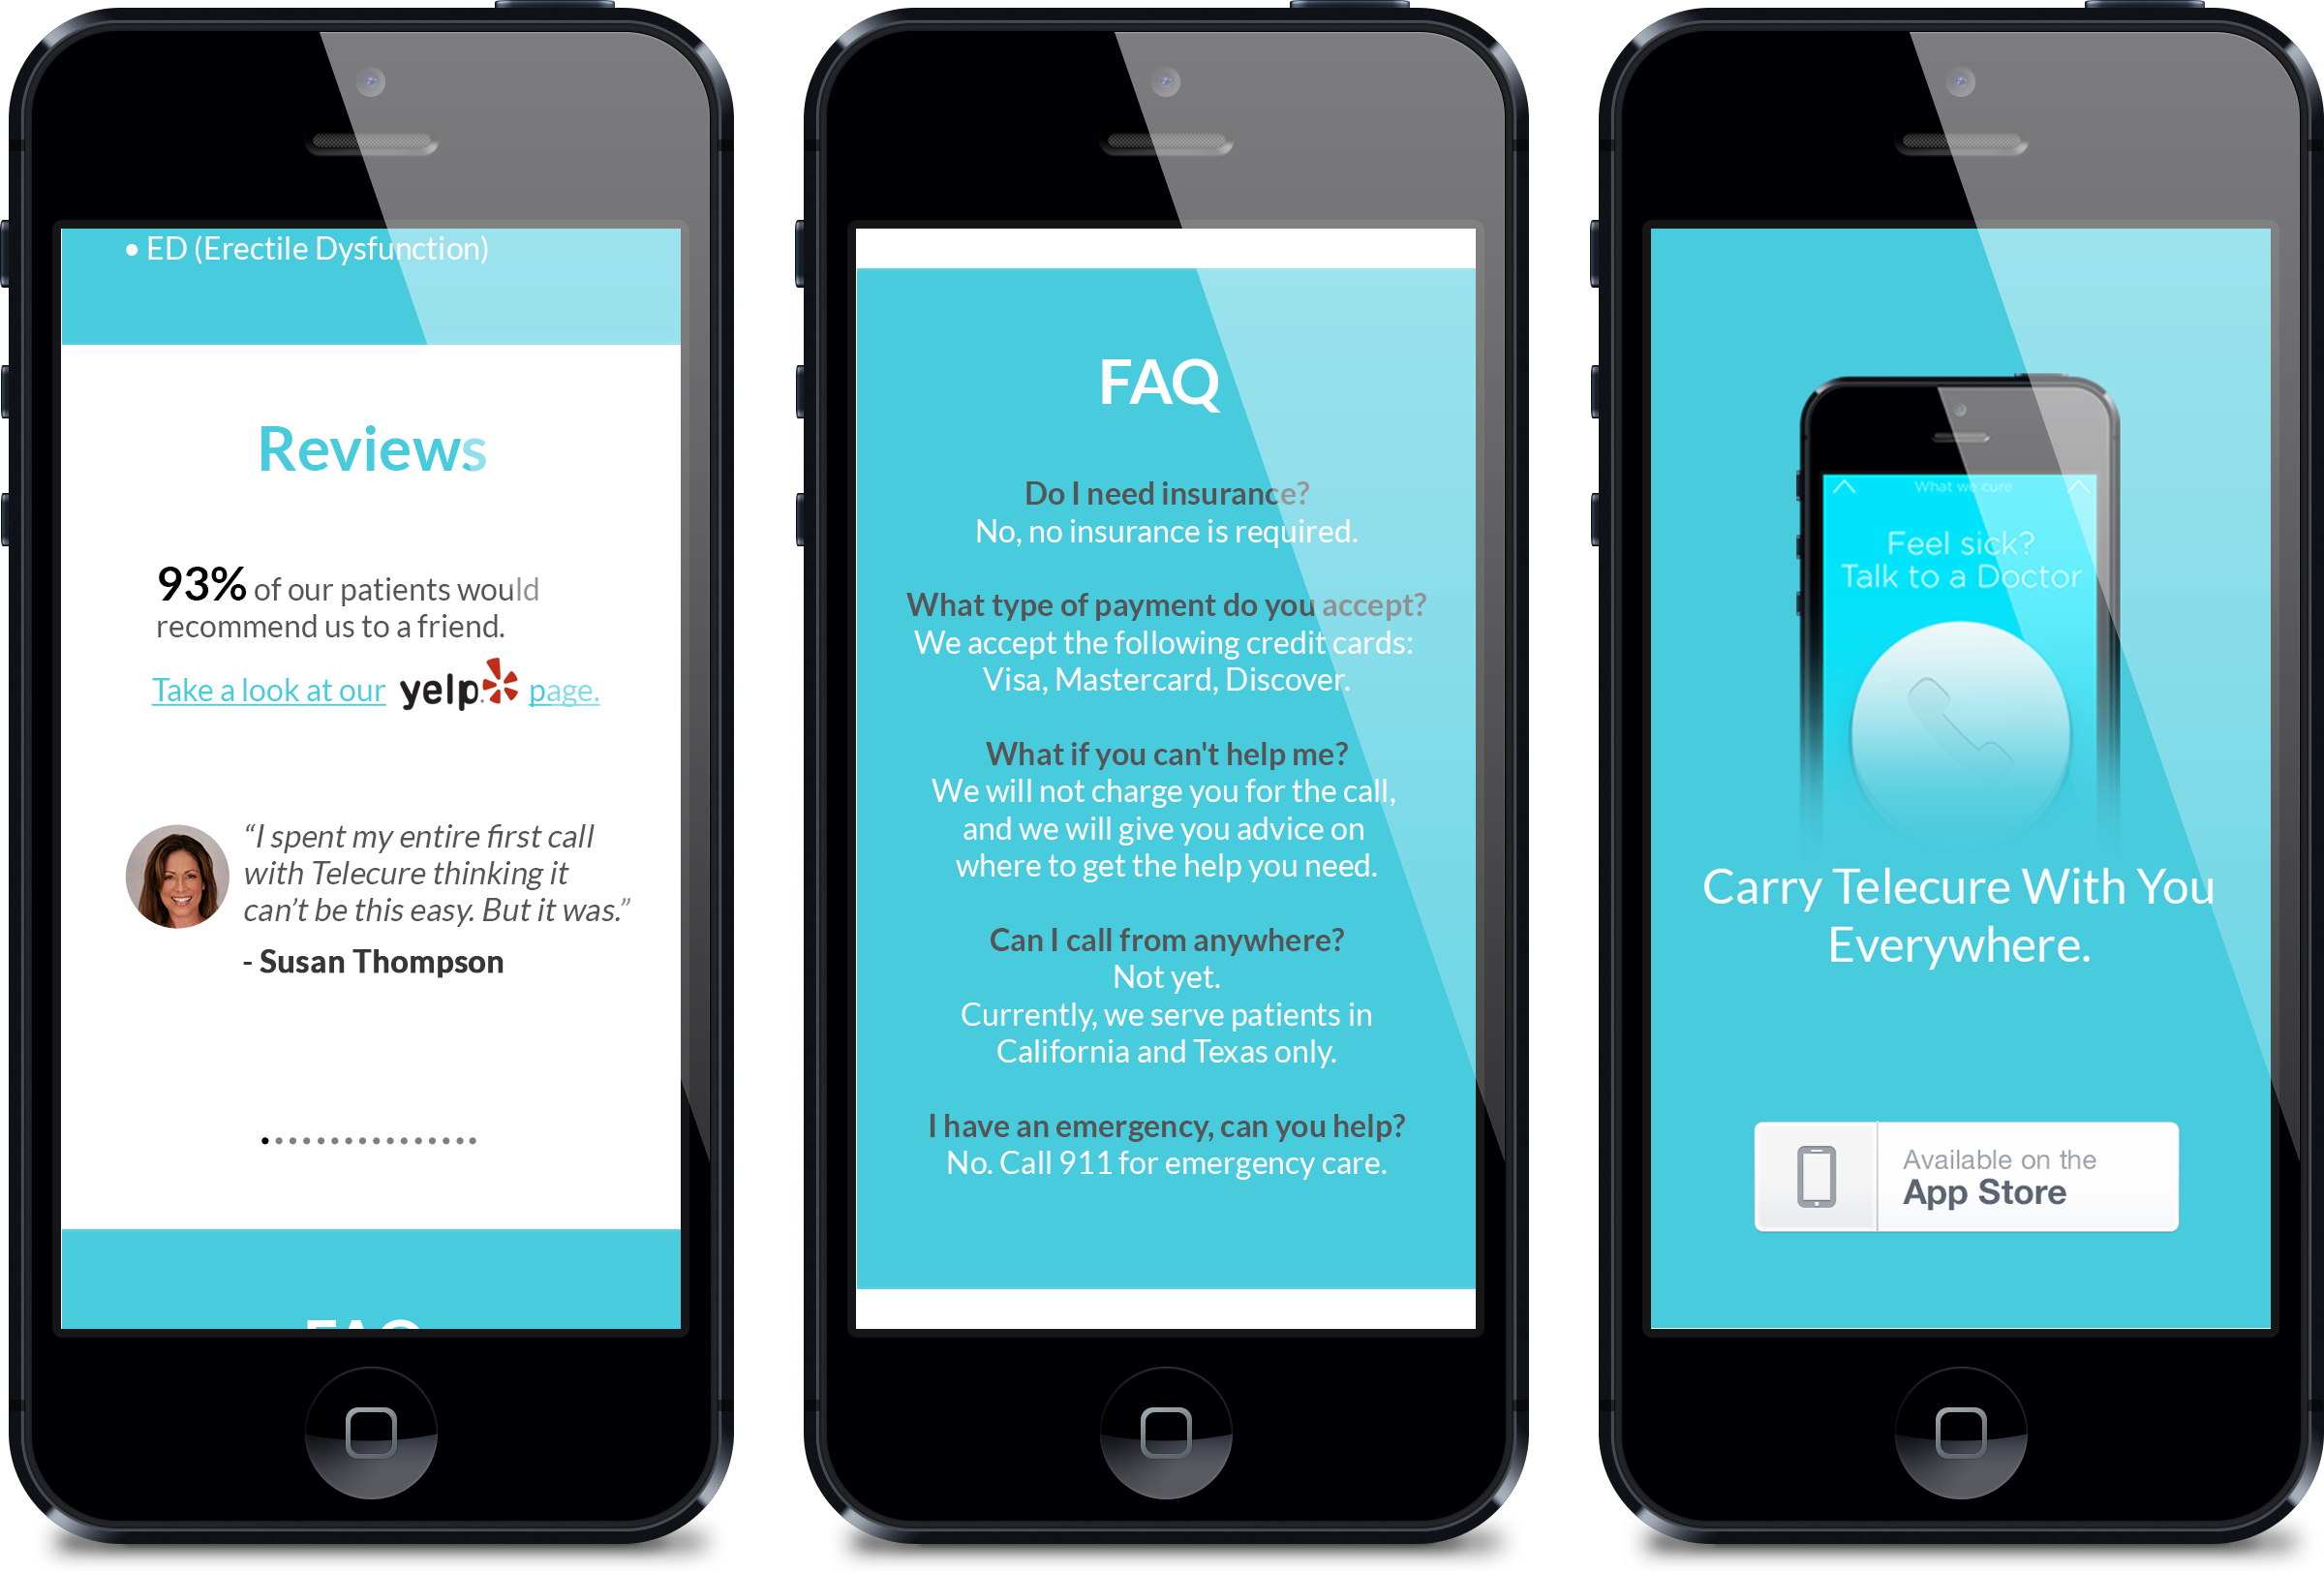 • ED (Erectile Dysfunction)
Reviews
93% of our patients would
recommend us to a friend.
Take a look at our yelp page.
“I spent my entire first call
with Telecure thinking it
can’t be this easy. But it was.”
- Susan Thompson
FAQ
FAQ
Do I need insurance?
No, no insurance is required.
What type of payment do you accept?
We accept the following credit cards:
Visa, Mastercard, Discover.
What if you can't help me?
We will not charge you for the call,
and we will give you advice on
where to get the help you need.
Can I call from anywhere?
Not yet.
Currently, we serve patients in
California and Texas only.
I have an emergency, can you help?
No. Call 911 for emergency care.
What we cure
Feel sick?
Talk to a Doctor
Carry Telecure With You
Everywhere.
Available on the
App Store